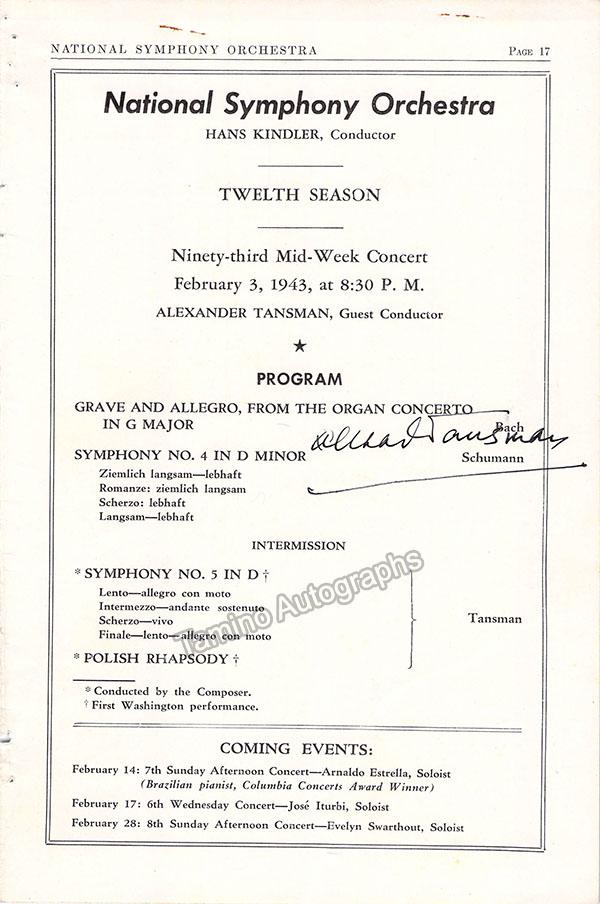 NATIONAL SYMPHONY ORCHESTRA PAGE 17
National Symphony Orchestra
HANS KINDLER, Conductor
TWELTH SEASON
Ninety-third Mid-Week Concert
February 3, 1943, at 8:30 P. M.
ALEXANDER TANSMAN, Guest Conductor
★
PROGRAM
GRAVE AND ALLEGRO, FROM THE ORGAN CONCERTO
IN G MAJOR Bach
Tansman
SYMPHONY NO. 4 IN D MINOR Schumann
Ziemlich langsam—lebhaft
Romanze: ziemlich langsam
Scherzo: lebhaft
Langsam—lebhaft
INTERMISSION
* SYMPHONY NO. 5 IN D †
Lento—allegro con moto
Intermezzo—andante sostenuto
Scherzo—vivo Tansman
Finale—lento—allegro con moto
* POLISH RHAPSODY †
Tamino Autographs
* Conducted by the Composer.
† First Washington performance.
COMING EVENTS:
February 14: 7th Sunday Afternoon Concert—Arnaldo Estrella, Soloist
(Brazilian pianist, Columbia Concerts Award Winner)
February 17: 6th Wednesday Concert—José Iturbi, Soloist
February 28: 8th Sunday Afternoon Concert—Evelyn Swarthout, Soloist